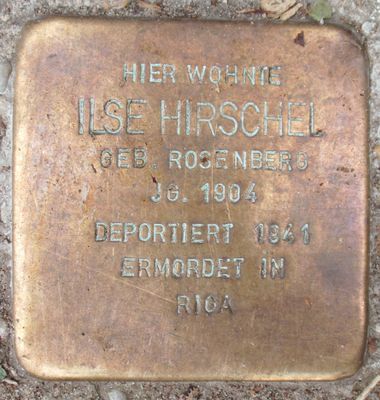 HIER WOHNTE
ILSE HIRSCHEL
GEB. ROSENBERG
JG. 1904
DEPORTIERT 1941
ERMORDET IN
RIGA